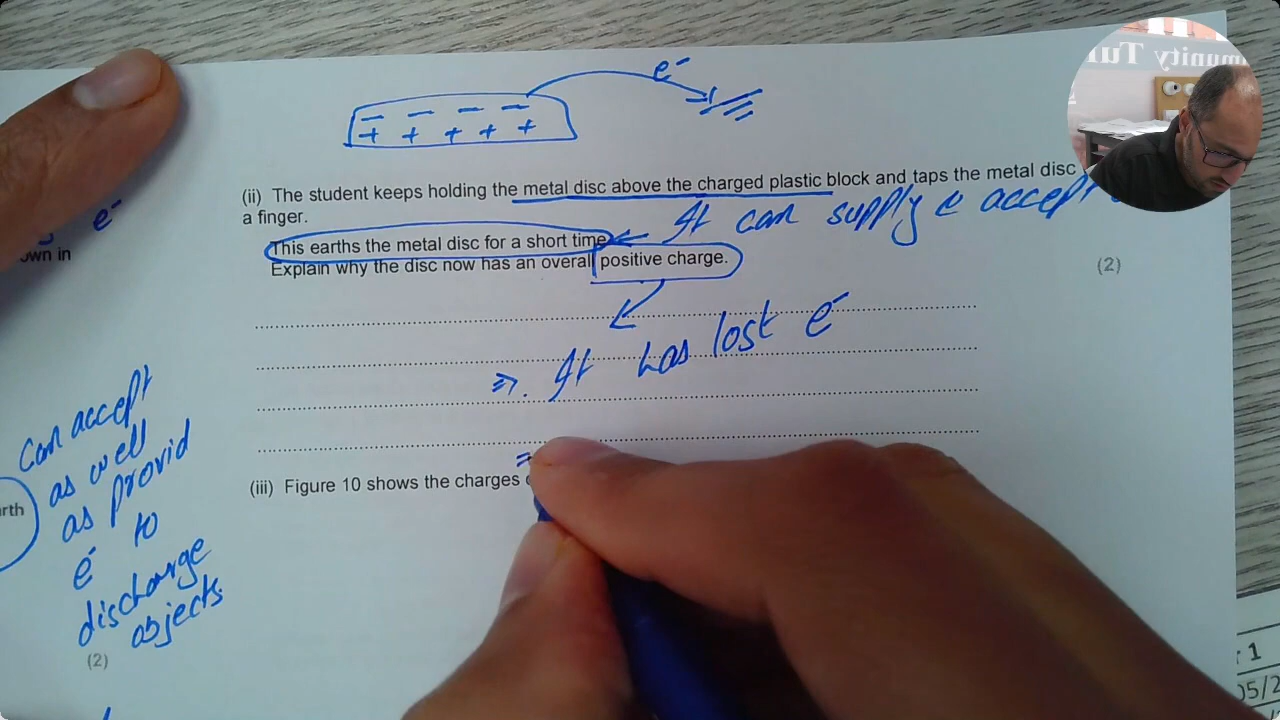 e⁻
- - - -
+ + + + +
(ii) The student keeps holding the metal disc above the charged plastic block and taps the metal disc
a finger.
It can supply e accept
This earths the metal disc for a short time
Explain why the disc now has an overall positive charge.
(2)
⇒. It has lost e⁻
(iii) Figure 10 shows the charges
e⁻
own in
Can accept
as well
as provid
e⁻ to
discharge
objects
rth
(2)